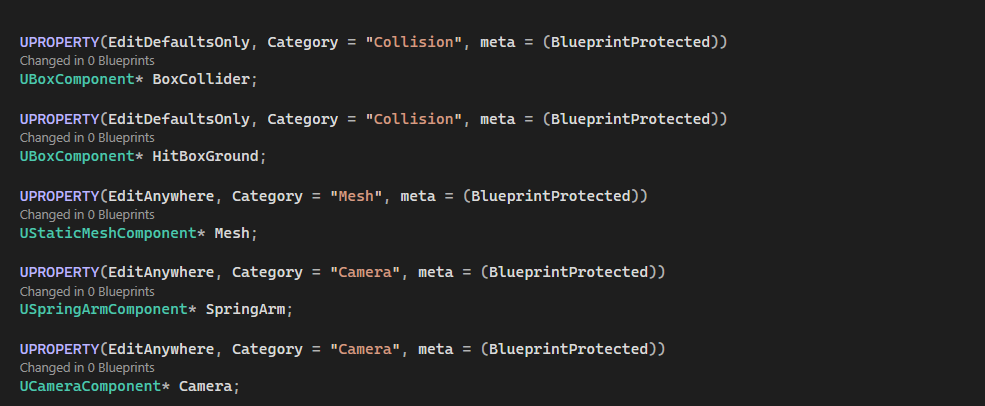 UPROPERTY(EditDefaultsOnly, Category = "Collision", meta = (BlueprintProtected))
Changed in 0 Blueprints
UBoxComponent* BoxCollider;
UPROPERTY(EditDefaultsOnly, Category = "Collision", meta = (BlueprintProtected))
Changed in 0 Blueprints
UBoxComponent* HitBoxGround;
UPROPERTY(EditAnywhere, Category = "Mesh", meta = (BlueprintProtected))
Changed in 0 Blueprints
UStaticMeshComponent* Mesh;
UPROPERTY(EditAnywhere, Category = "Camera", meta = (BlueprintProtected))
Changed in 0 Blueprints
USpringArmComponent* SpringArm;
UPROPERTY(EditAnywhere, Category = "Camera", meta = (BlueprintProtected))
Changed in 0 Blueprints
UCameraComponent* Camera;